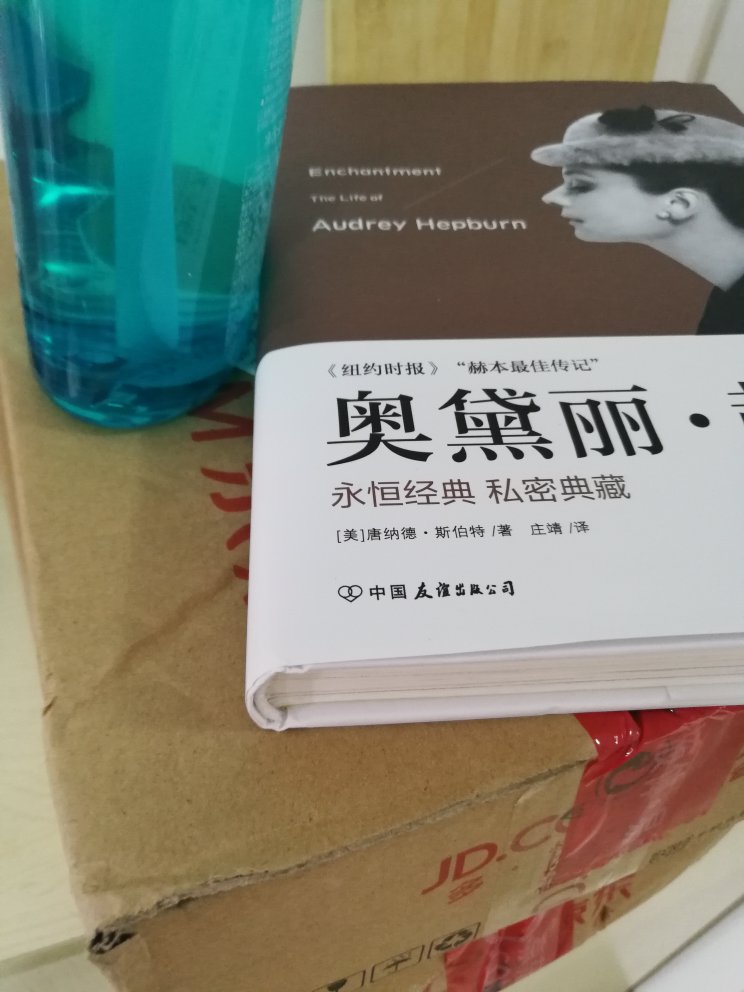 Enchantment
The Life of
Audrey Hepburn
《纽约时报》“赫本最佳传记”
奥黛丽·
永恒经典 私密典藏
[美]唐纳德·斯伯特 /著 庄靖 /译
中国友谊出版公司
JD.C
多